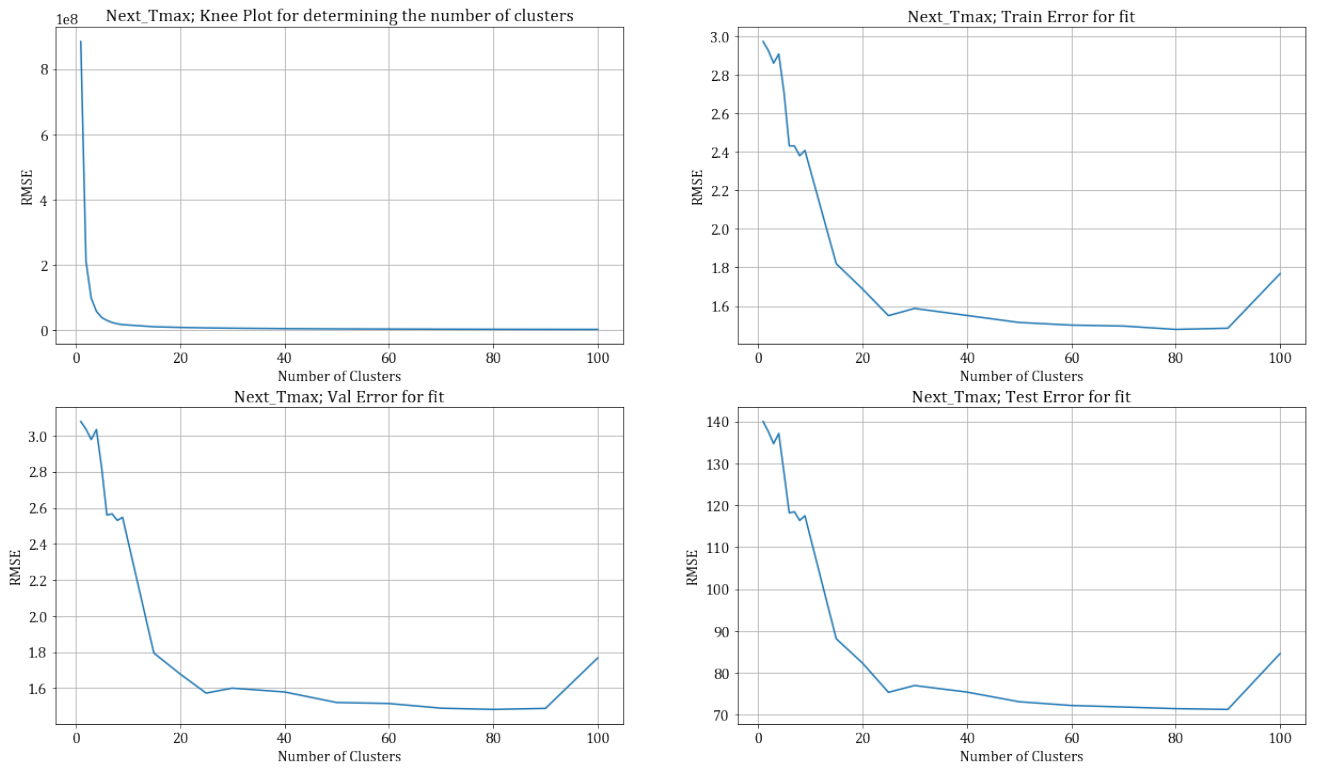 Next_Tmax; Knee Plot for determining the number of clusters
1e8
8
6
4
2
0
RMSE
0 20 40 60 80 100
Number of Clusters
Next_Tmax; Train Error for fit
3.0
2.8
2.6
2.4
2.2
2.0
1.8
1.6
RMSE
0 20 40 60 80 100
Number of Clusters
Next_Tmax; Val Error for fit
3.0
2.8
2.6
2.4
2.2
2.0
1.8
1.6
RMSE
0 20 40 60 80 100
Number of Clusters
Next_Tmax; Test Error for fit
140
130
120
110
100
90
80
70
RMSE
0 20 40 60 80 100
Number of Clusters